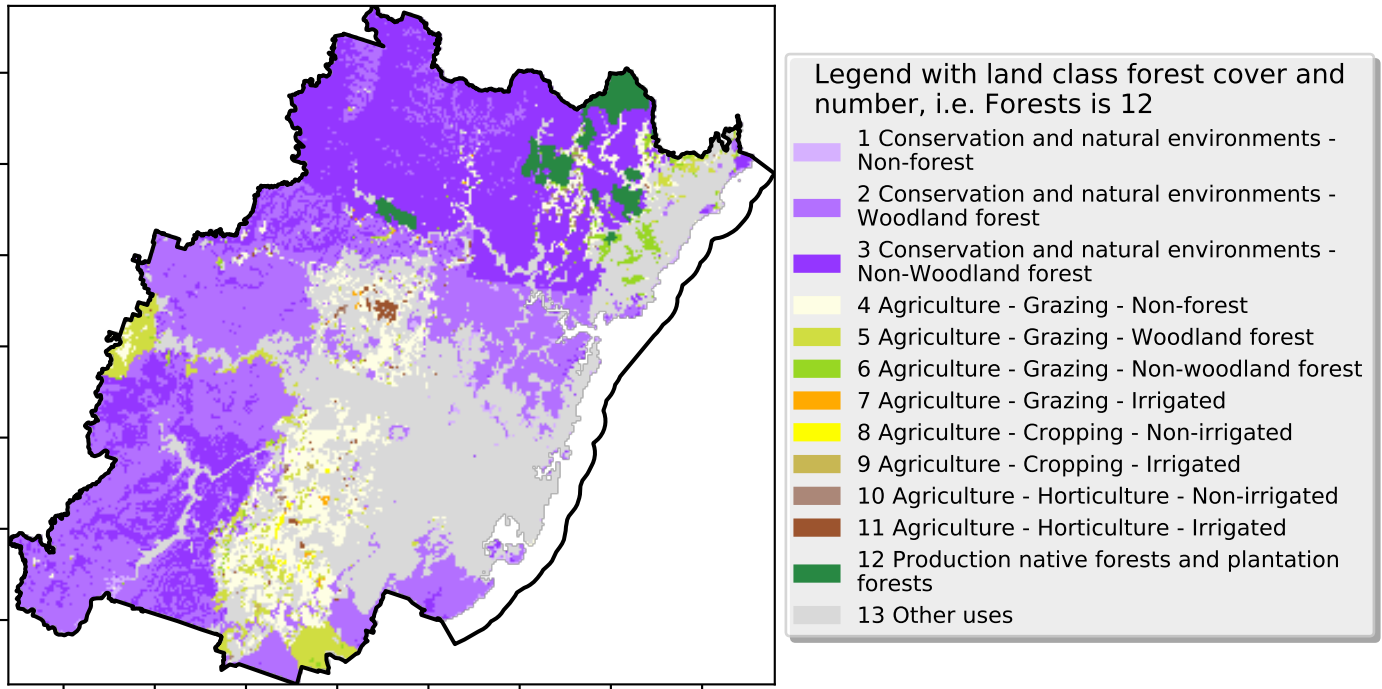 Legend with land class forest cover and
number, i.e. Forests is 12
1 Conservation and natural environments -
Non-forest
2 Conservation and natural environments -
Woodland forest
3 Conservation and natural environments -
Non-Woodland forest
4 Agriculture - Grazing - Non-forest
5 Agriculture - Grazing - Woodland forest
6 Agriculture - Grazing - Non-woodland forest
7 Agriculture - Grazing - Irrigated
8 Agriculture - Cropping - Non-irrigated
9 Agriculture - Cropping - Irrigated
10 Agriculture - Horticulture - Non-irrigated
11 Agriculture - Horticulture - Irrigated
12 Production native forests and plantation
forests
13 Other uses